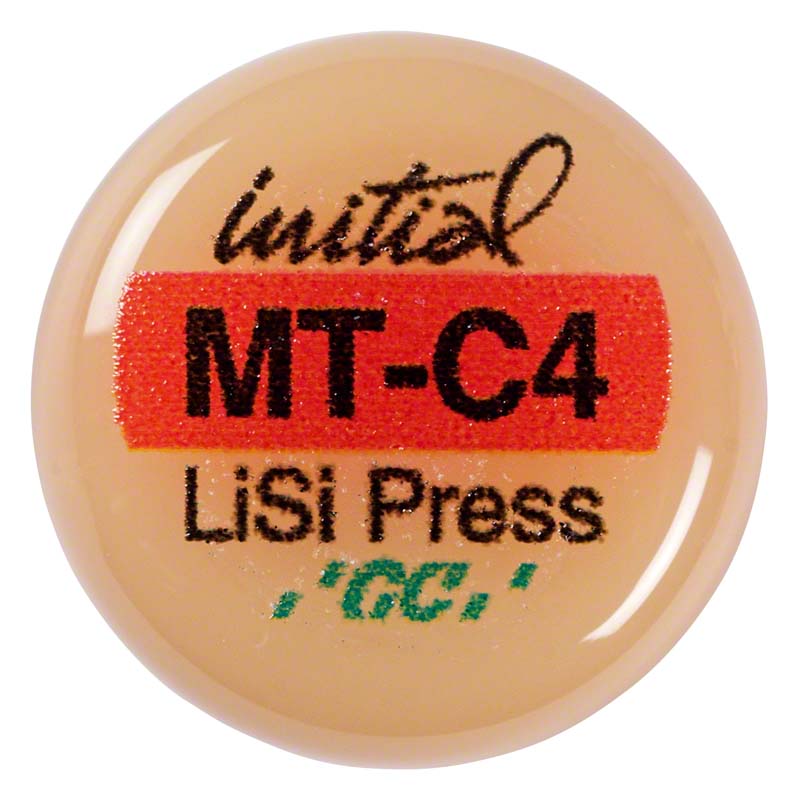 initial
MT-C4
LiSi Press
GC